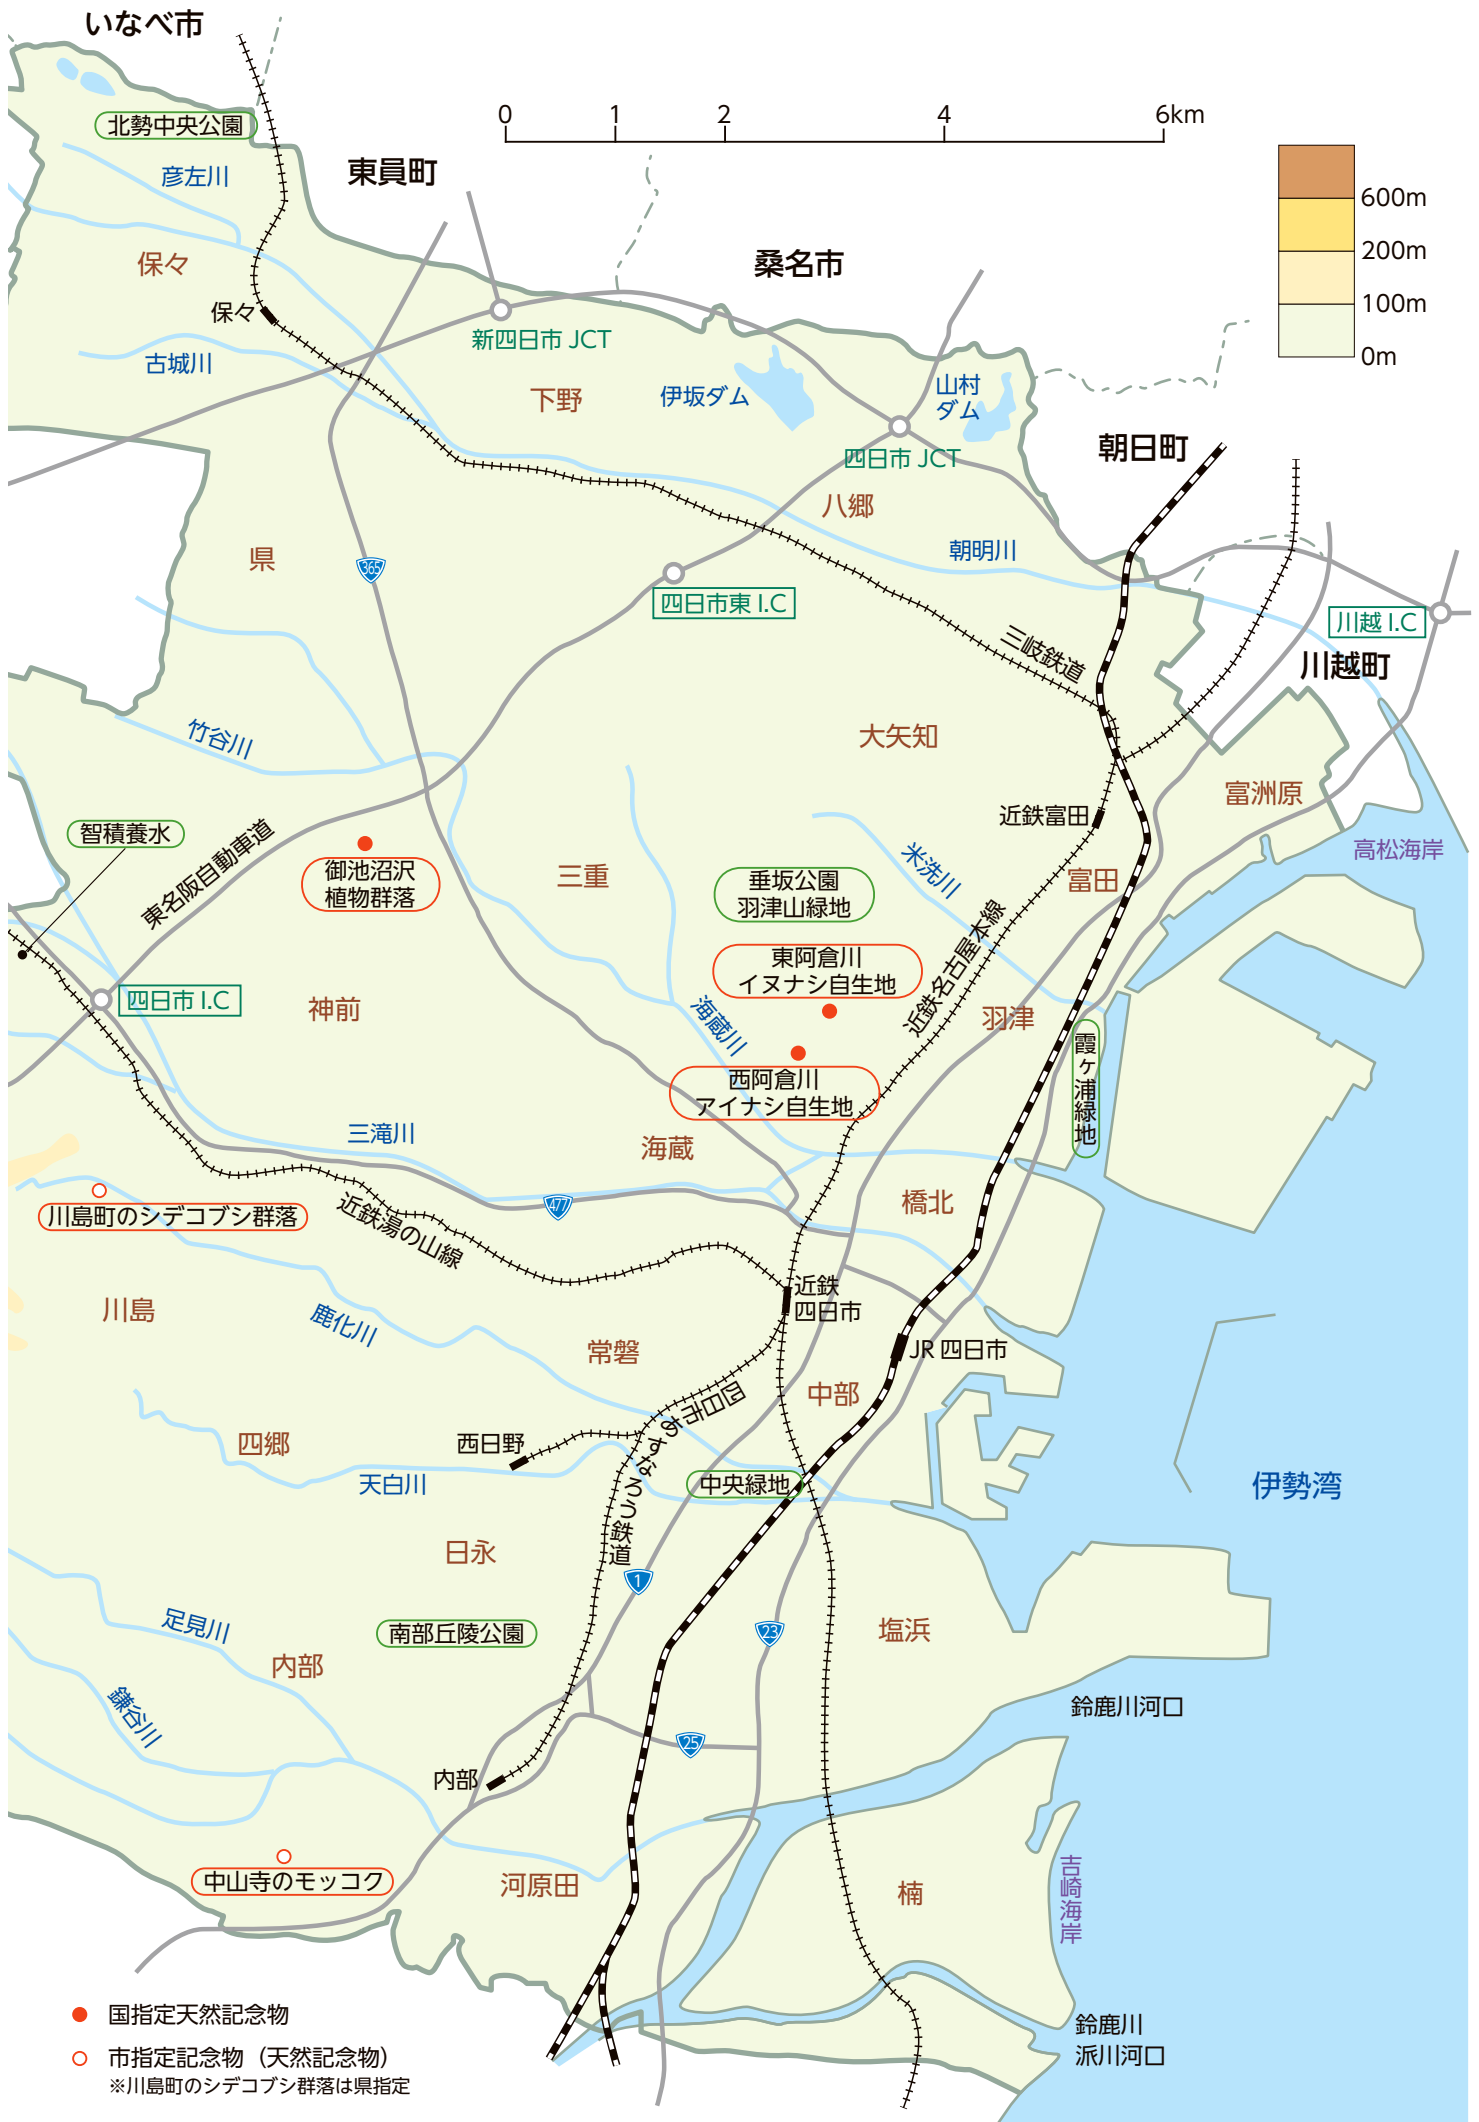 いなべ市
0 1 2 4 6km
北勢中央公園
東員町
彦左川
600m
200m
100m
0m
保々
桑名市
保々
新四日市 JCT
古城川
下野
伊坂ダム
山村
ダム
四日市 JCT
朝日町
八郷
朝明川
県
365
四日市東 I.C
川越 I.C
三岐鉄道
川越町
竹谷川
大矢知
富洲原
近鉄富田
智積養水
東名阪自動車道
御池沼沢
植物群落
三重
垂坂公園
羽津山緑地
米洗川
富田
高松海岸
東阿倉川
イヌナシ自生地
近鉄名古屋本線
四日市 I.C
神前
海蔵川
羽津
霞ヶ浦緑地
西阿倉川
アイナシ自生地
三滝川
海蔵
川島町のシデコブシ群落
477
近鉄湯の山線
橋北
近鉄
四日市
川島
鹿化川
常磐
JR 四日市
中部
四日市あすなろう鉄道
四郷
西日野
天白川
中央緑地
伊勢湾
日永
1
足見川
南部丘陵公園
23
塩浜
内部
鎌谷川
鈴鹿川河口
25
内部
中山寺のモッコク
河原田
楠
吉崎海岸
国指定天然記念物
鈴鹿川
派川河口
市指定記念物（天然記念物）
※川島町のシデコブシ群落は県指定